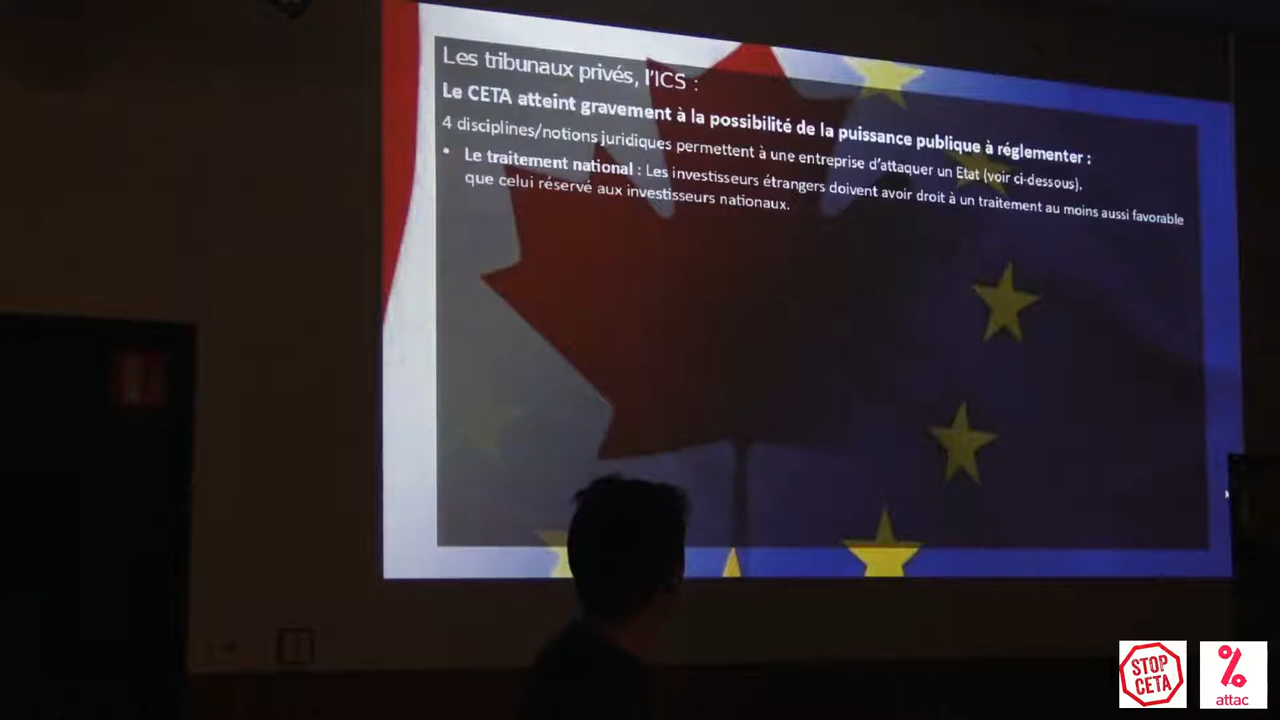 Les tribunaux privés, l'ICS :
Le CETA atteint gravement à la possibilité de la puissance publique à réglementer :
4 disciplines/notions juridiques permettent à une entreprise d'attaquer un Etat (voir ci-dessous).
• Le traitement national : Les investisseurs étrangers doivent avoir droit à un traitement au moins aussi favorable
que celui réservé aux investisseurs nationaux.
STOP
CETA
%
attac